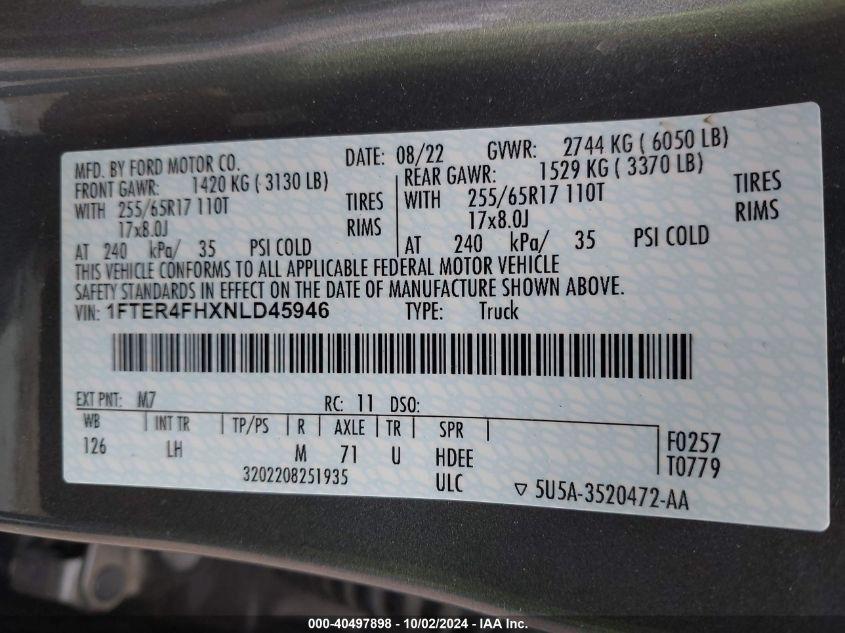 MFD. BY FORD MOTOR CO. DATE: 08/22 GVWR: 2744 KG ( 6050 LB)
FRONT GAWR: 1420 KG ( 3130 LB) REAR GAWR: 1529 KG ( 3370 LB)
WITH 255/65R17 110T TIRES WITH 255/65R17 110T TIRES
17x8.0J RIMS 17x8.0J RIMS
AT 240 kPa/ 35 PSI COLD AT 240 kPa/ 35 PSI COLD
THIS VEHICLE CONFORMS TO ALL APPLICABLE FEDERAL MOTOR VEHICLE
SAFETY STANDARDS IN EFFECT ON THE DATE OF MANUFACTURE SHOWN ABOVE.
VIN: 1FTER4FHXNLD45946 TYPE: Truck
EXT PNT: M7 RC: 11 DSO:
WB INT TR TP/PS R AXLE TR SPR F0257
126 LH M 71 U HDEE T0779
3202208251935 ULC ▽ 5U5A-3520472-AA
000-40497898 - 10/02/2024 - IAA Inc.